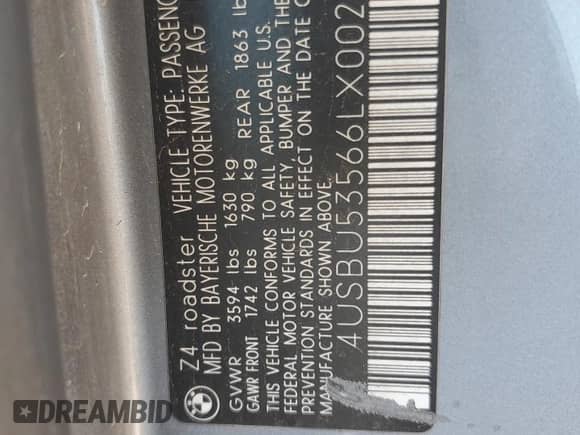 Z4 roadster VEHICLE TYPE: PASSENG
MFD BY BAYERISCHE MOTORENWERKE AG
GVWR 3594 lbs 1630 kg
GAWR FRONT 1742 lbs 790 kg REAR 1863 lb
THIS VEHICLE CONFORMS TO ALL APPLICABLE U.S.
FEDERAL MOTOR VEHICLE SAFETY, BUMPER AND THE
PREVENTION STANDARDS IN EFFECT ON THE DATE O
MANUFACTURE SHOWN ABOVE.
4USBU53566LX002
BMW
DREAMBID